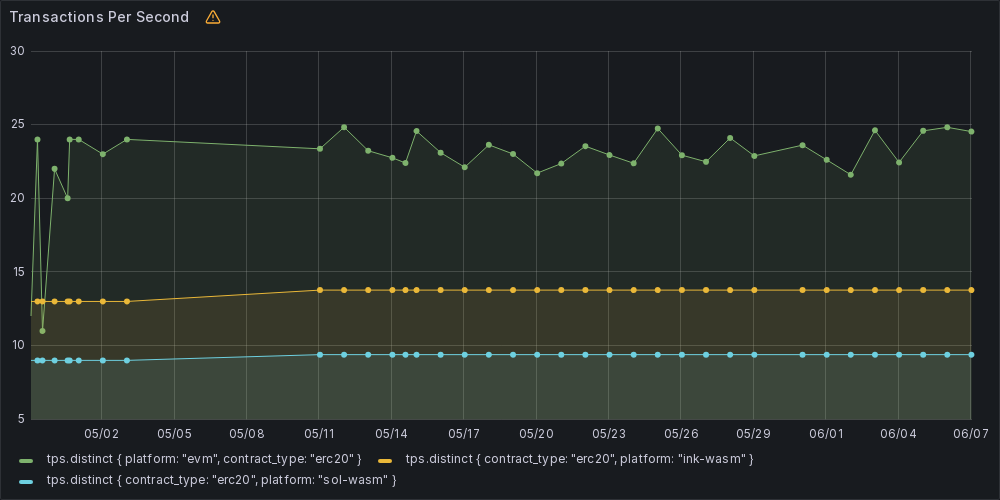 Transactions Per Second
30
25
20
15
10
5
05/02 05/05 05/08 05/11 05/14 05/17 05/20 05/23 05/26 05/29 06/01 06/04 06/07
tps.distinct { platform: "evm", contract_type: "erc20" } tps.distinct { contract_type: "erc20", platform: "ink-wasm" }
tps.distinct { contract_type: "erc20", platform: "sol-wasm" }